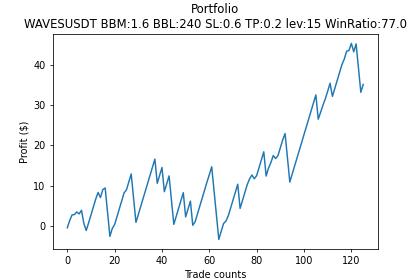 Portfolio
WAVESUSDT BBM:1.6 BBL:240 SL:0.6 TP:0.2 lev:15 WinRatio:77.0
Profit ($)
40
30
20
10
0
0 20 40 60 80 100 120
Trade counts